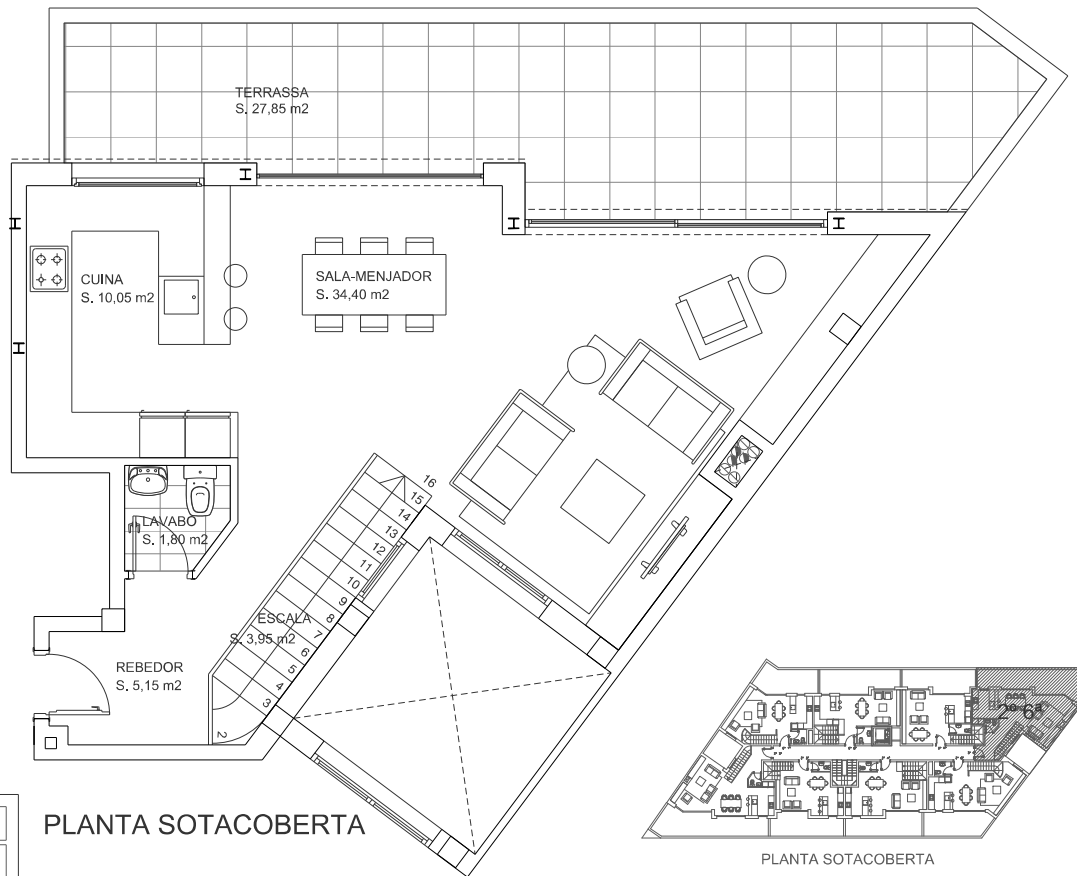 TERRASSA
S. 27,85 m2
CUINA
S. 10,05 m2
SALA-MENJADOR
S. 34,40 m2
LAVABO
S. 1,80 m2
16
15
14
13
12
11
10
9
8
7
6
5
4
3
2
ESCALA
S. 3,95 m2
REBEDOR
S. 5,15 m2
2º 6ª
PLANTA SOTACOBERTA
PLANTA SOTACOBERTA